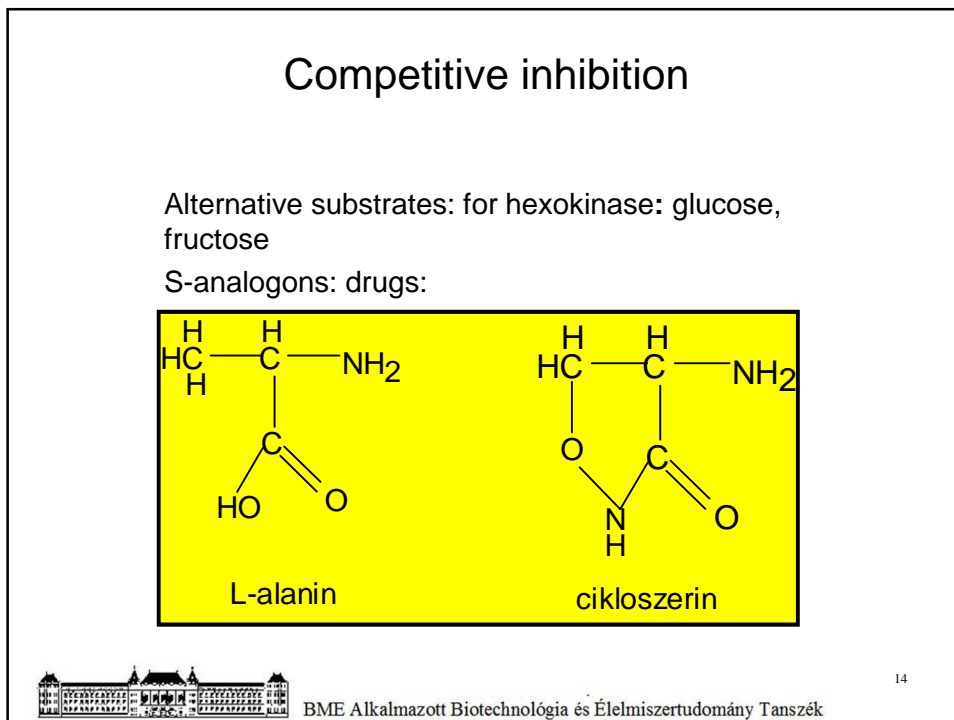 Competitive inhibition
Alternative substrates: for hexokinase: glucose,
fructose
S-analogons: drugs:
H H
HC C NH2
H
C
HO O
L-alanin
H H
HC C NH2
O C
N O
H
cikloszerin
14
BME Alkalmazott Biotechnológia és Élelmiszertudomány Tanszék